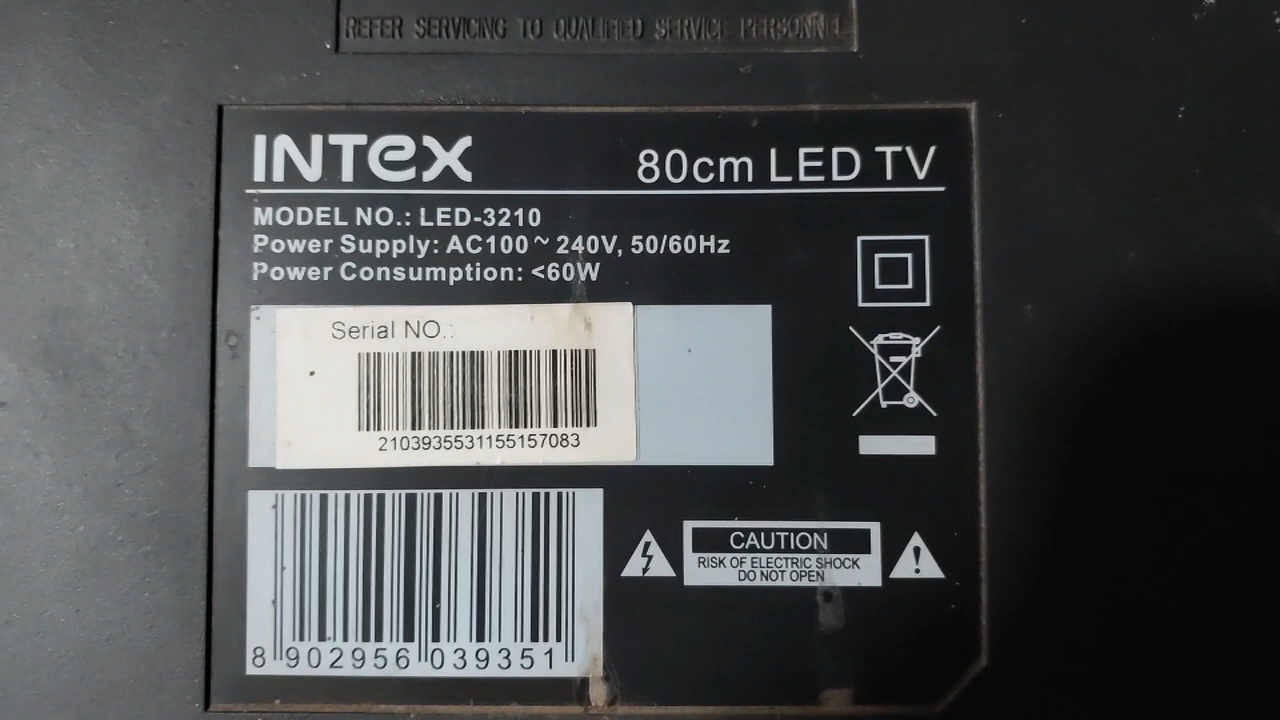 REFER SERVICING TO QUALIFIED SERVICE PERSONNEL
INTEX
80cm LED TV
MODEL NO.: LED-3210
Power Supply: AC100~240V, 50/60Hz
Power Consumption: <60W
Serial NO.:
2103935531155157083
8 902956 039351
CAUTION
RISK OF ELECTRIC SHOCK
DO NOT OPEN